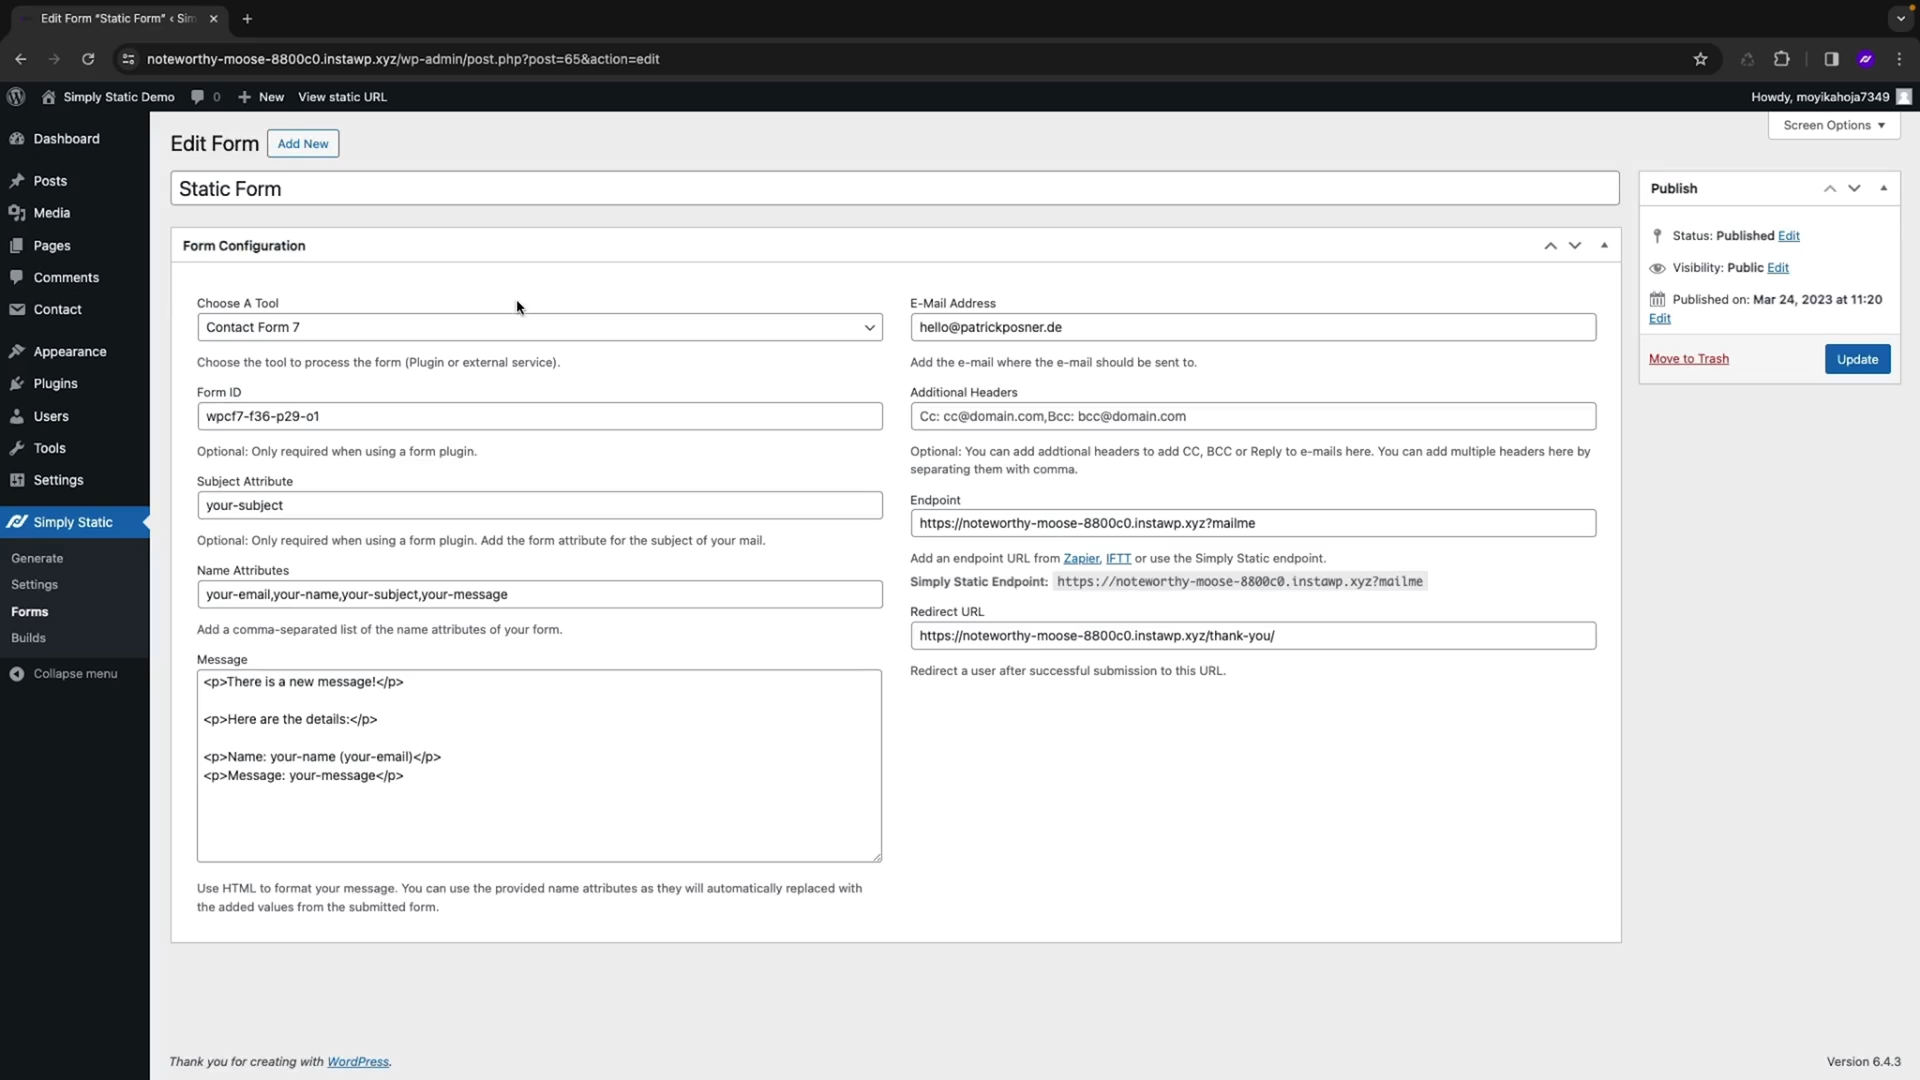 Edit Form "Static Form" ‹ Sim
noteworthy-moose-8800c0.instawp.xyz/wp-admin/post.php?post=65&action=edit
Simply Static Demo
0
New
View static URL
Howdy, moyikahoja7349
Dashboard
Posts
Media
Pages
Comments
Contact
Appearance
Plugins
Users
Tools
Settings
Simply Static
Generate
Settings
Forms
Builds
Collapse menu
Screen Options
Edit Form
Add New
Static Form
Form Configuration
Choose A Tool
Contact Form 7
Choose the tool to process the form (Plugin or external service).
Form ID
wpcf7-f36-p29-o1
Optional: Only required when using a form plugin.
Subject Attribute
your-subject
Optional: Only required when using a form plugin. Add the form attribute for the subject of your mail.
Name Attributes
your-email,your-name,your-subject,your-message
Add a comma-separated list of the name attributes of your form.
Message
<p>There is a new message!</p>
<p>Here are the details:</p>
<p>Name: your-name (your-email)</p>
<p>Message: your-message</p>
Use HTML to format your message. You can use the provided name attributes as they will automatically replaced with
the added values from the submitted form.
E-Mail Address
hello@patrickposner.de
Add the e-mail where the e-mail should be sent to.
Additional Headers
Cc: cc@domain.com,Bcc: bcc@domain.com
Optional: You can add addtional headers to add CC, BCC or Reply to e-mails here. You can add multiple headers here by
separating them with comma.
Endpoint
https://noteworthy-moose-8800c0.instawp.xyz?mailme
Add an endpoint URL from Zapier, IFTT or use the Simply Static endpoint.
Simply Static Endpoint: https://noteworthy-moose-8800c0.instawp.xyz?mailme
Redirect URL
https://noteworthy-moose-8800c0.instawp.xyz/thank-you/
Redirect a user after successful submission to this URL.
Publish
Status: Published Edit
Visibility: Public Edit
Published on: Mar 24, 2023 at 11:20
Edit
Move to Trash
Update
Thank you for creating with WordPress.
Version 6.4.3